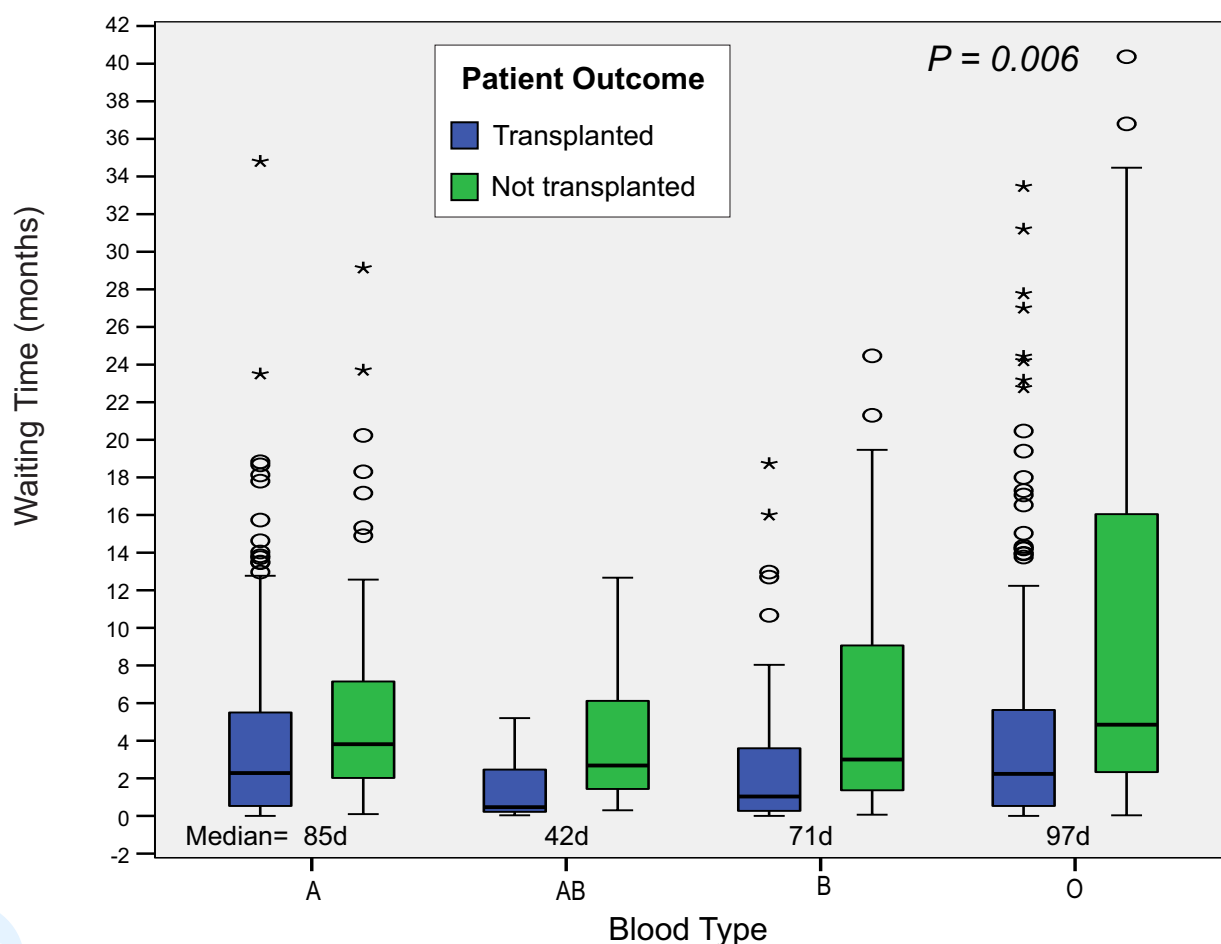 42
40
38
36
34
32
30
28
26
24
22
20
18
16
14
12
10
8
6
4
2
0
-2
Waiting Time (months)
Patient Outcome
Transplanted
Not transplanted
P = 0.006
Median= 85d 42d 71d 97d
A AB B O
Blood Type